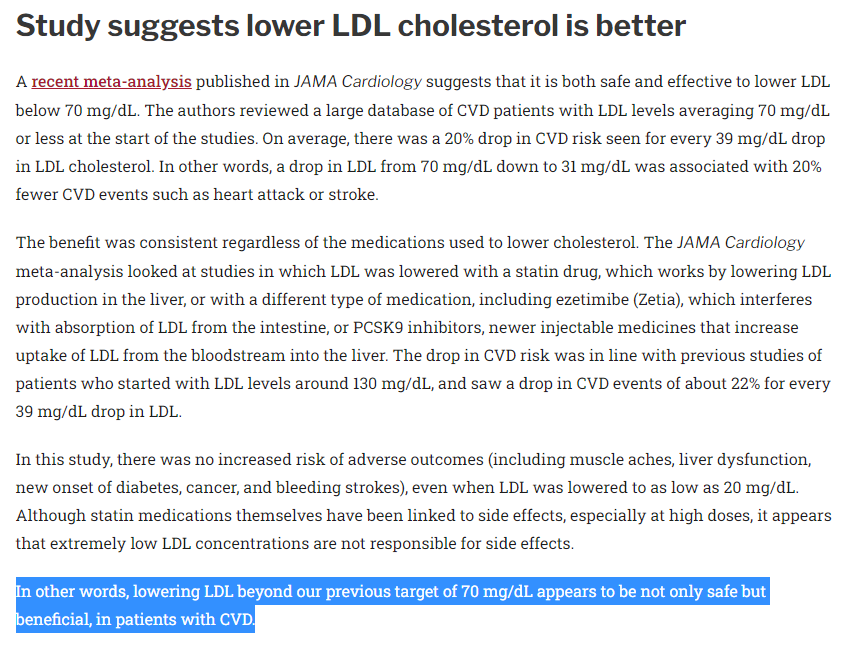 Study suggests lower LDL cholesterol is better
A recent meta-analysis published in JAMA Cardiology suggests that it is both safe and effective to lower LDL
below 70 mg/dL. The authors reviewed a large database of CVD patients with LDL levels averaging 70 mg/dL
or less at the start of the studies. On average, there was a 20% drop in CVD risk seen for every 39 mg/dL drop
in LDL cholesterol. In other words, a drop in LDL from 70 mg/dL down to 31 mg/dL was associated with 20%
fewer CVD events such as heart attack or stroke.
The benefit was consistent regardless of the medications used to lower cholesterol. The JAMA Cardiology
meta-analysis looked at studies in which LDL was lowered with a statin drug, which works by lowering LDL
production in the liver, or with a different type of medication, including ezetimibe (Zetia), which interferes
with absorption of LDL from the intestine, or PCSK9 inhibitors, newer injectable medicines that increase
uptake of LDL from the bloodstream into the liver. The drop in CVD risk was in line with previous studies of
patients who started with LDL levels around 130 mg/dL, and saw a drop in CVD events of about 22% for every
39 mg/dL drop in LDL.
In this study, there was no increased risk of adverse outcomes (including muscle aches, liver dysfunction,
new onset of diabetes, cancer, and bleeding strokes), even when LDL was lowered to as low as 20 mg/dL.
Although statin medications themselves have been linked to side effects, especially at high doses, it appears
that extremely low LDL concentrations are not responsible for side effects.
In other words, lowering LDL beyond our previous target of 70 mg/dL appears to be not only safe but
beneficial, in patients with CVD.